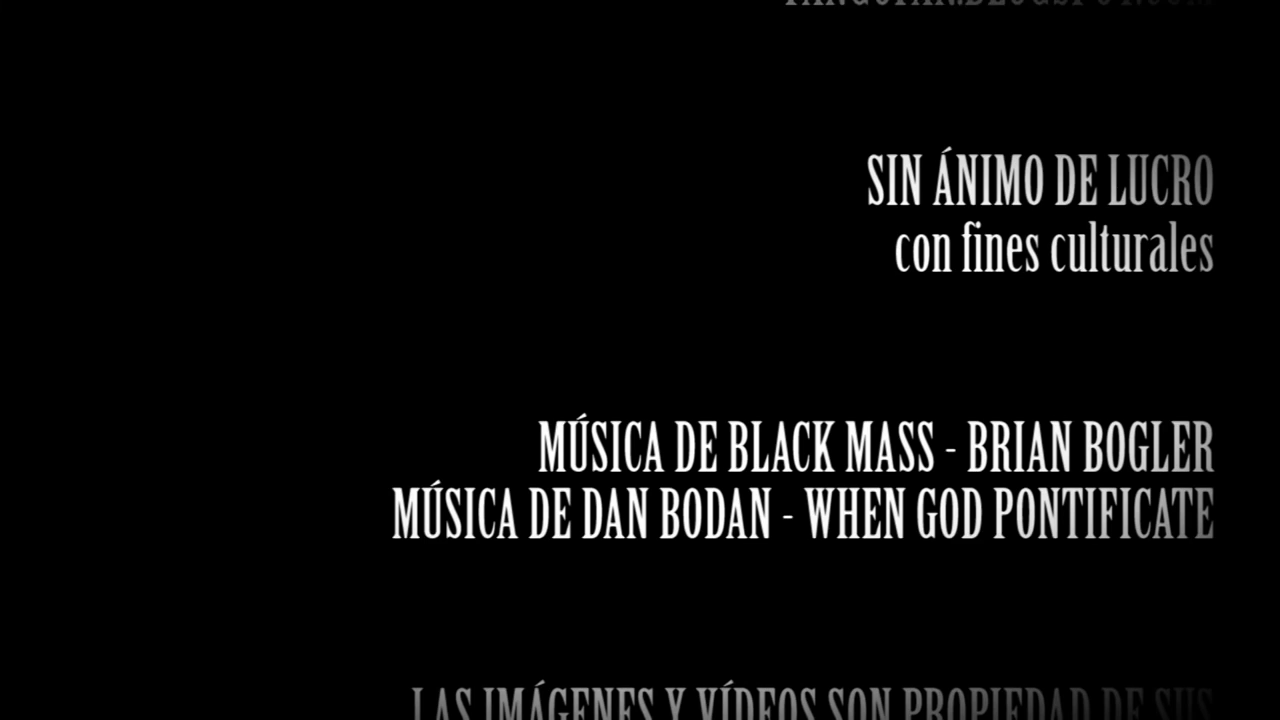 SIN ÁNIMO DE LUCRO
con fines culturales
MÚSICA DE BLACK MASS - BRIAN BOGLER
MÚSICA DE DAN BODAN - WHEN GOD PONTIFICATE
LAS IMÁGENES Y VÍDEOS SON PROPIEDAD DE SUS